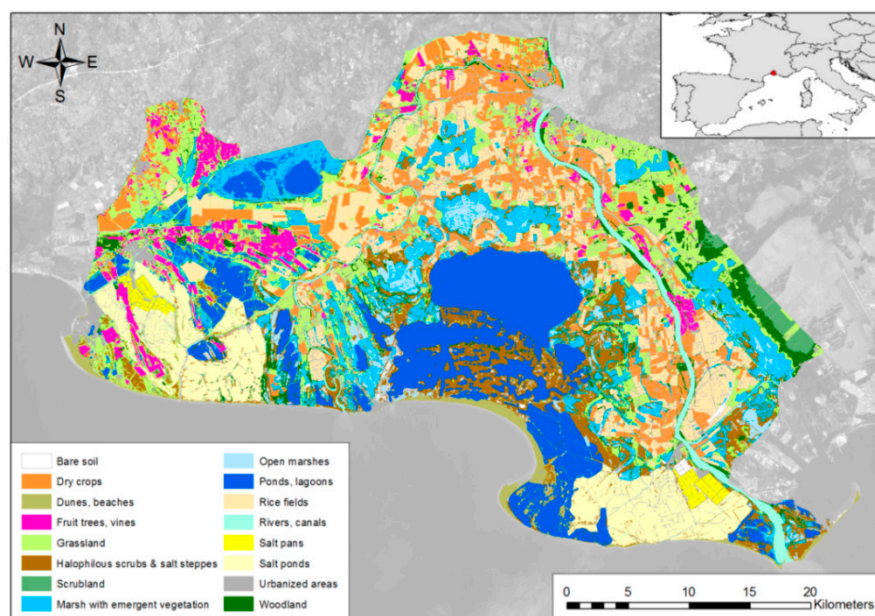 N
W E
S
Bare soil
Dry crops
Dunes, beaches
Fruit trees, vines
Grassland
Halophilous scrubs & salt steppes
Scrubland
Marsh with emergent vegetation
Open marshes
Ponds, lagoons
Rice fields
Rivers, canals
Salt pans
Salt ponds
Urbanized areas
Woodland
0 5 10 15 20
Kilometers